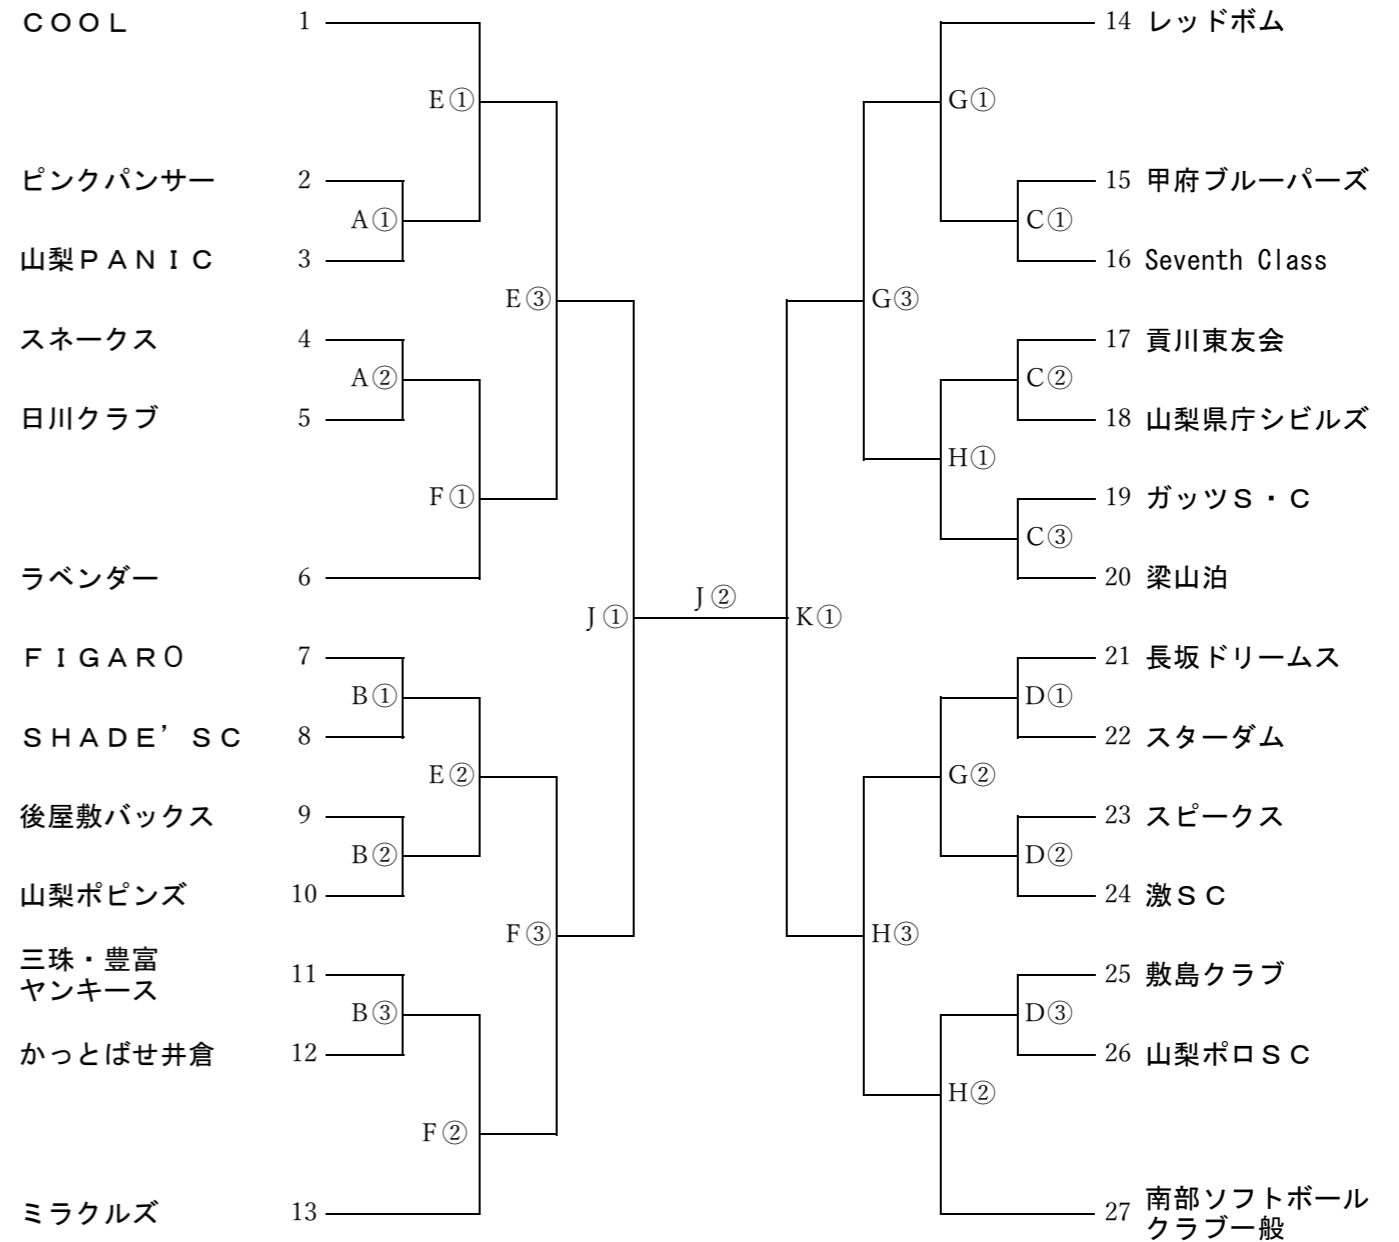 ＣＯＯＬ 1
E①
ピンクパンサー 2
A①
山梨ＰＡＮＩＣ 3
E③
スネークス 4
A②
日川クラブ 5
F①
ラベンダー 6
J①
ＦＩＧＡＲO 7
B①
ＳＨＡＤＥ’ＳＣ 8
E②
後屋敷バックス 9
B②
山梨ポピンズ 10
F③
三珠・豊富
ヤンキース 11
B③
かっとばせ井倉 12
F②
ミラクルズ 13
J②
14 レッドボム
G①
15 甲府ブルーパーズ
C①
16 Seventh Class
G③
17 貢川東友会
C②
18 山梨県庁シビルズ
H①
19 ガッツＳ・Ｃ
C③
20 梁山泊
K①
21 長坂ドリームス
D①
22 スターダム
G②
23 スピークス
D②
24 激ＳＣ
H③
25 敷島クラブ
D③
26 山梨ポロＳＣ
H②
27 南部ソフトボール
クラブ一般